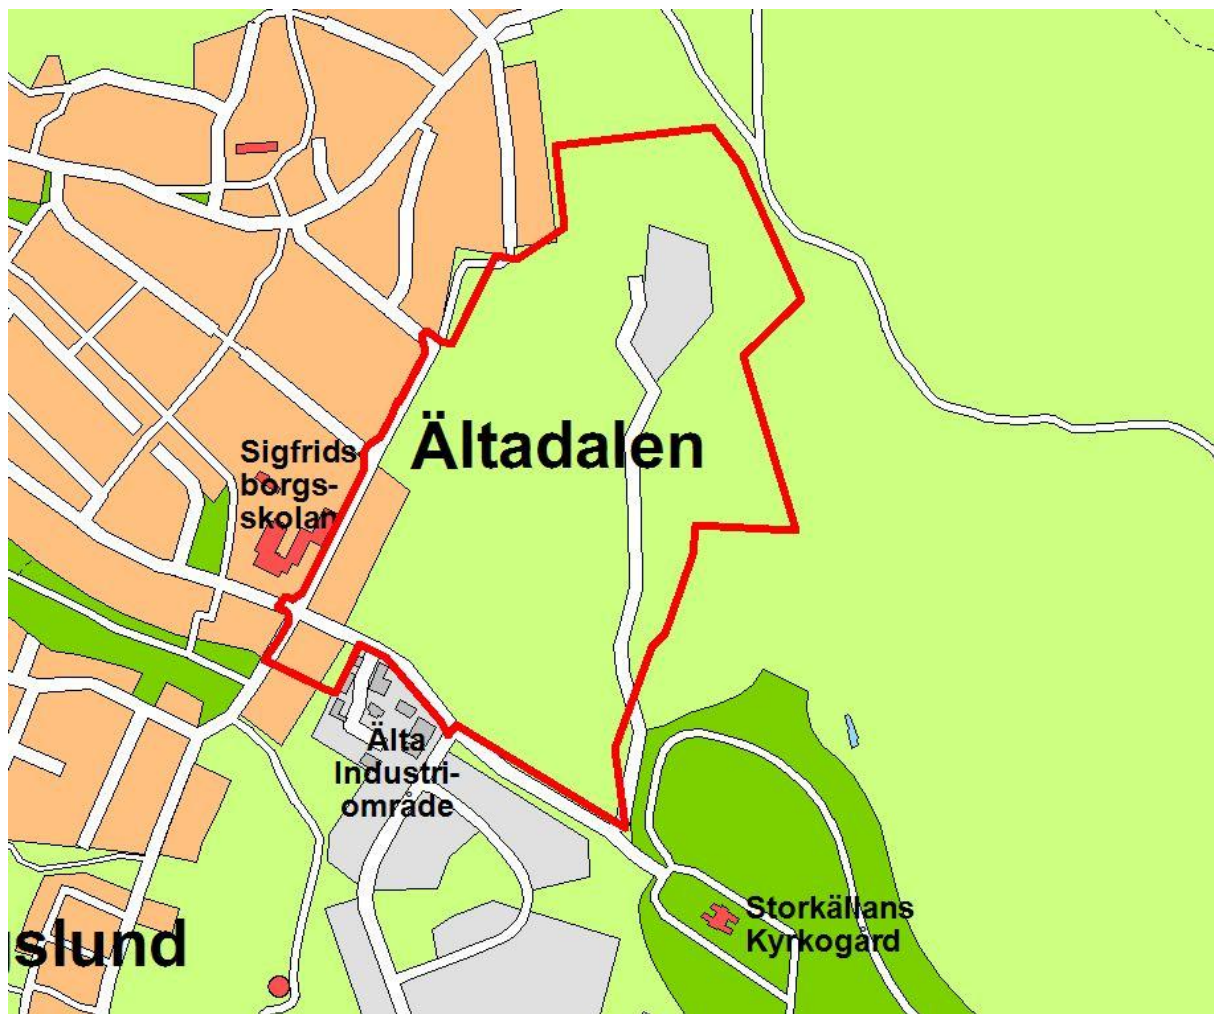 Ältadalen
Sigfrids
borgs-
skolan
Älta
Industri-
område
Storkällans
Kyrkogård
slund